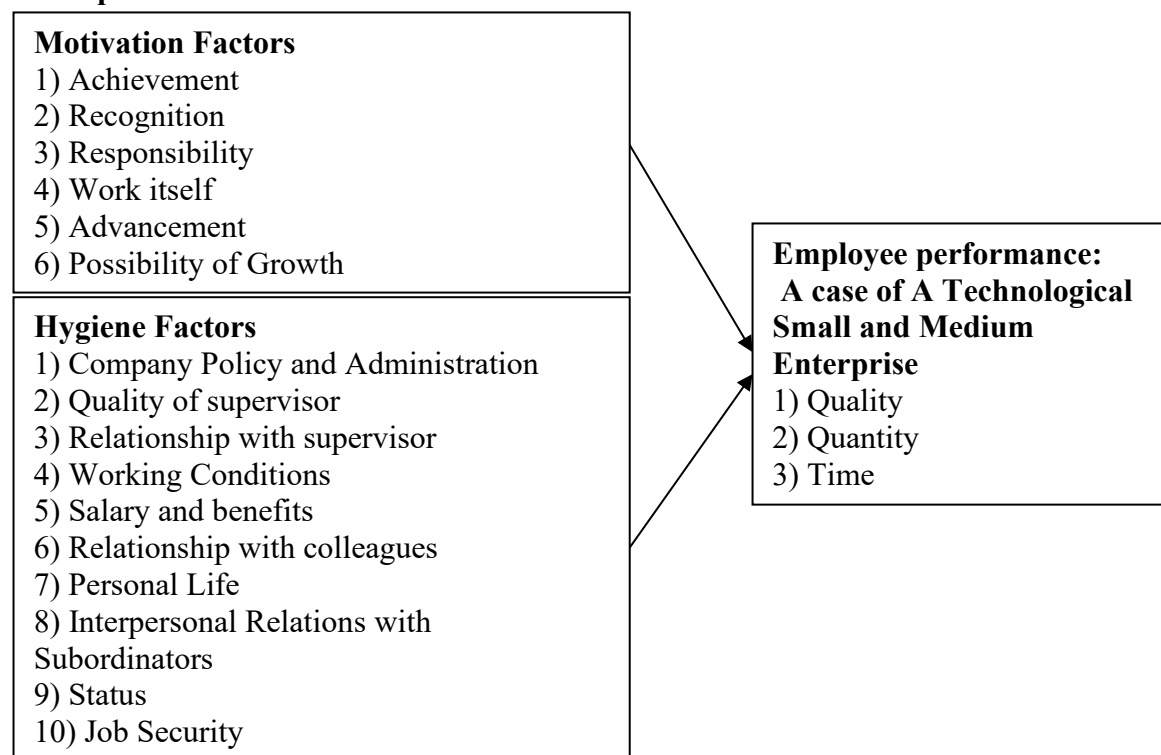 Motivation Factors
1) Achievement
2) Recognition
3) Responsibility
4) Work itself
5) Advancement
6) Possibility of Growth
Hygiene Factors
1) Company Policy and Administration
2) Quality of supervisor
3) Relationship with supervisor
4) Working Conditions
5) Salary and benefits
6) Relationship with colleagues
7) Personal Life
8) Interpersonal Relations with
Subordinators
9) Status
10) Job Security
Employee performance:
A case of A Technological
Small and Medium
Enterprise
1) Quality
2) Quantity
3) Time